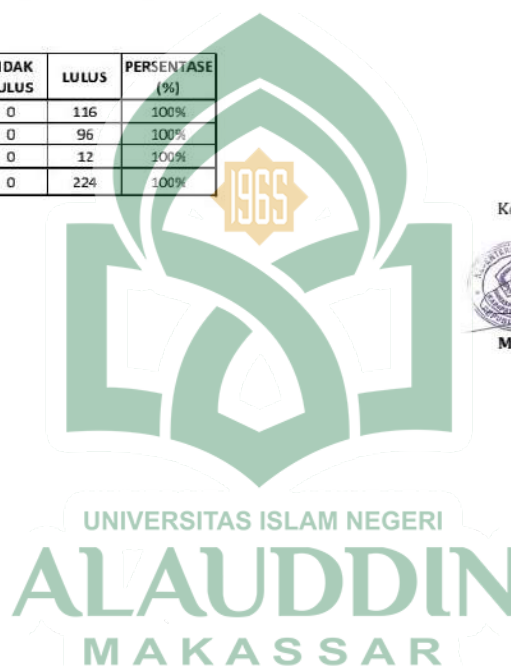 IDAK
ULUS LULUS PERSENTASE
(%)
0 116 100%
0 96 100%
0 12 100%
0 224 100%
1965
UNIVERSITAS ISLAM NEGERI
ALAUDDIN
MAKASSAR